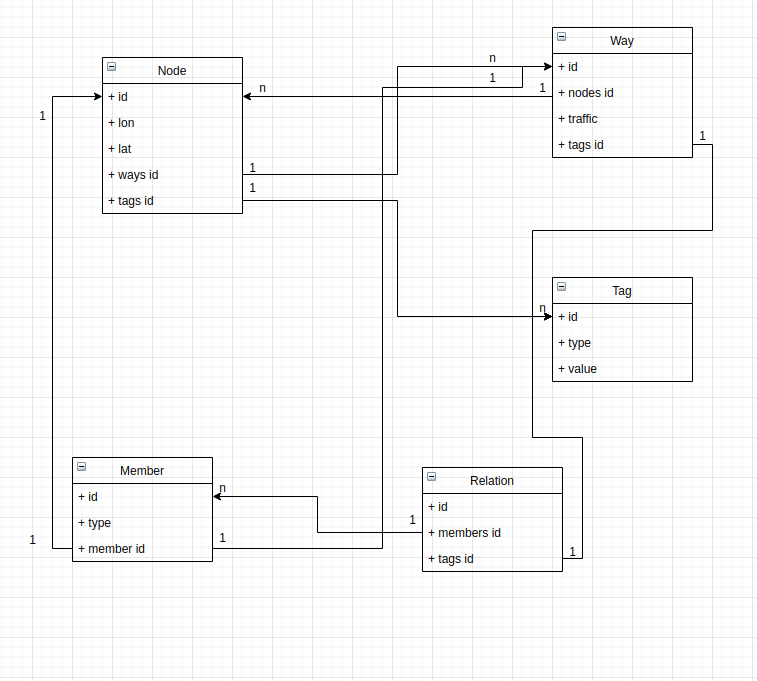 Node
+ id
+ lon
+ lat
+ ways id
+ tags id
Way
+ id
+ nodes id
+ traffic
+ tags id
Tag
+ id
+ type
+ value
Member
+ id
+ type
+ member id
Relation
+ id
+ members id
+ tags id
n
1
n
1
1
1
1
1
n
n
1
1
1
1